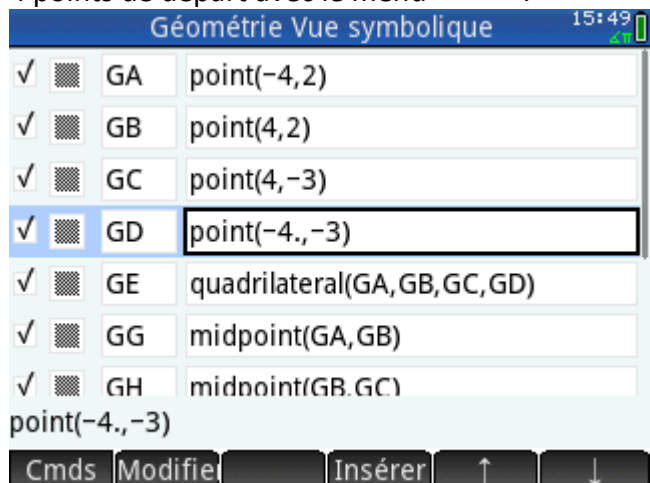 Géométrie Vue symbolique 15:49
∡π
√ GA point(−4,2)
√ GB point(4,2)
√ GC point(4,−3)
√ GD point(−4.,−3)
√ GE quadrilateral(GA,GB,GC,GD)
√ GG midpoint(GA,GB)
√ GH midpoint(GB,GC)
point(−4.,−3)
Cmds Modifie Insérer ↑ ↓